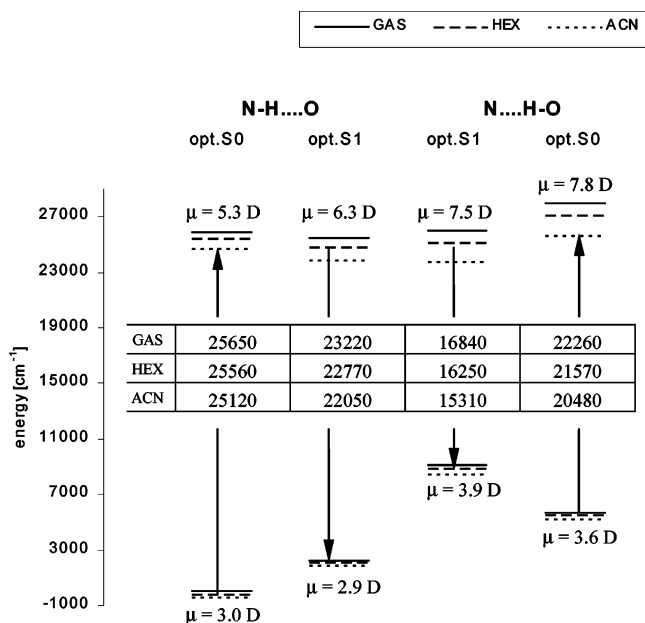 GAS HEX ACN
N-H....O N....H-O
opt.S0 opt.S1 opt.S1 opt.S0
μ = 7.8 D
μ = 5.3 D μ = 6.3 D μ = 7.5 D
27000
23000
19000
GAS 25650 23220 16840 22260
HEX 25560 22770 16250 21570
15000
ACN 25120 22050 15310 20480
11000
energy [cm⁻¹]
7000
μ = 3.9 D
μ = 3.6 D
3000
μ = 2.9 D
-1000
μ = 3.0 D